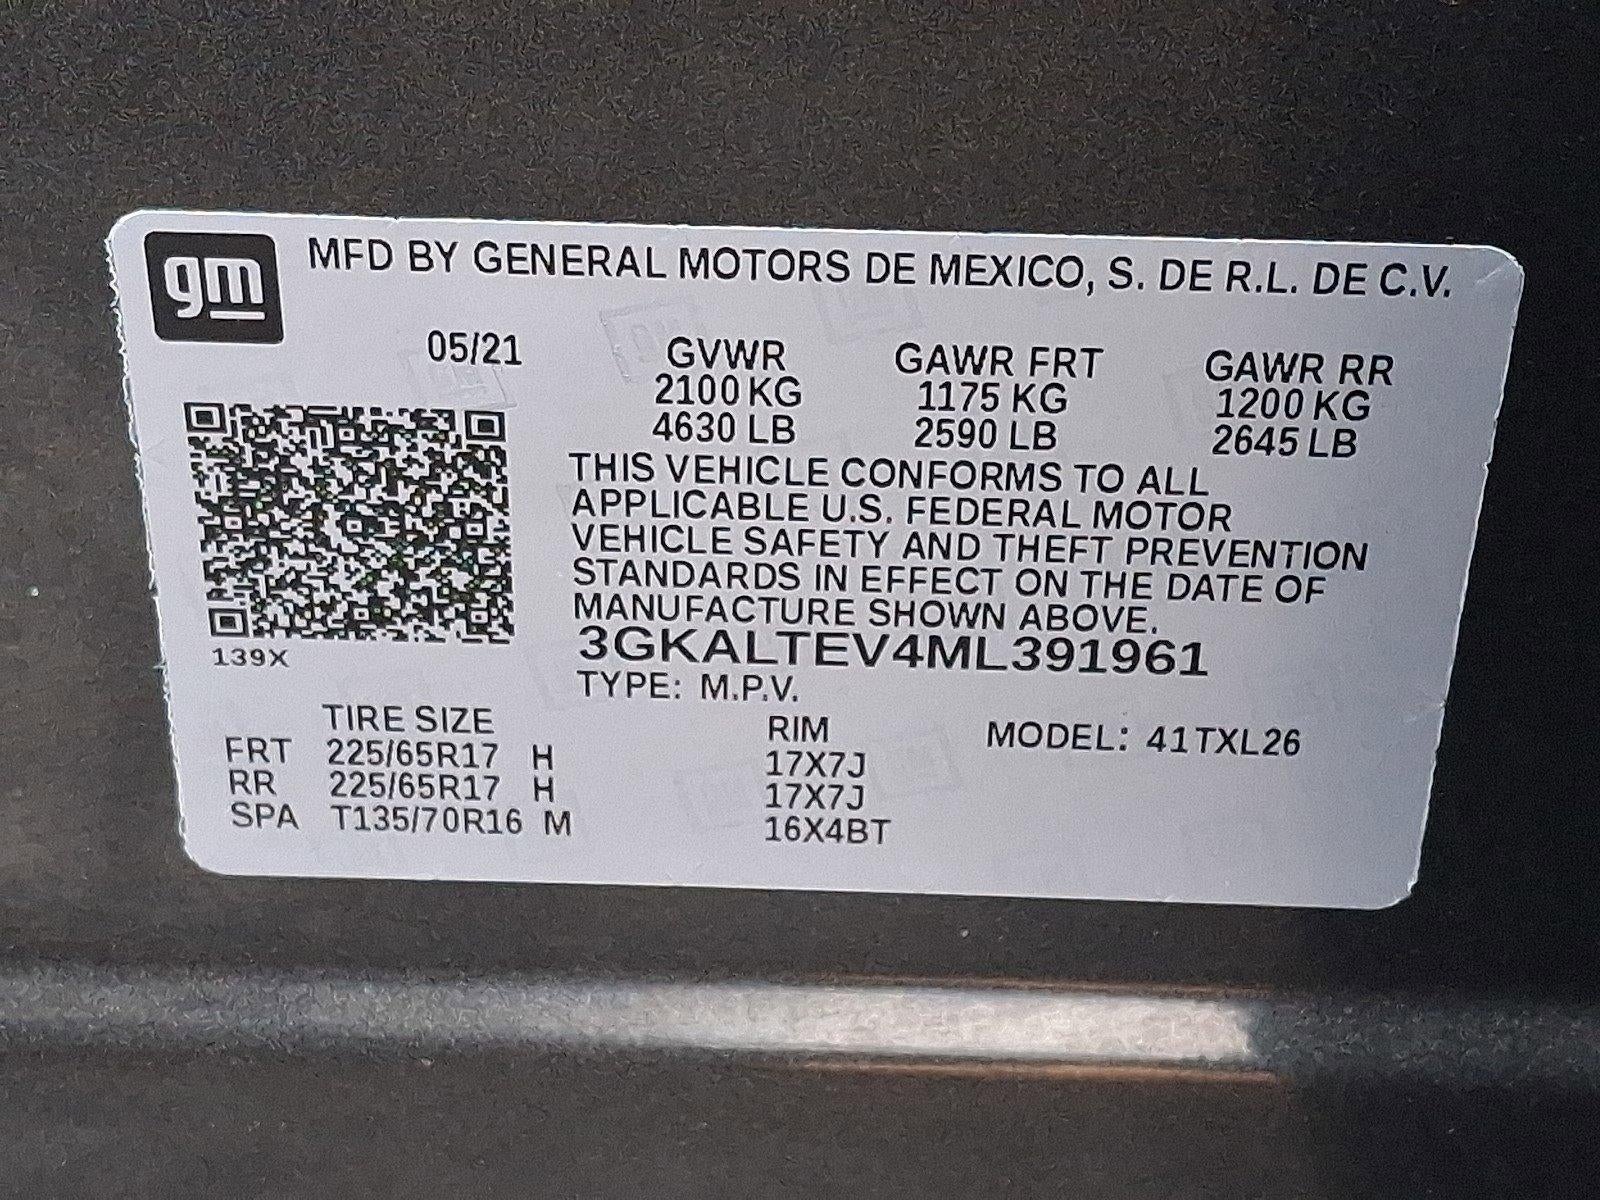 gm
MFD BY GENERAL MOTORS DE MEXICO, S. DE R.L. DE C.V.
05/21 GVWR GAWR FRT GAWR RR
2100 KG 1175 KG 1200 KG
4630 LB 2590 LB 2645 LB
THIS VEHICLE CONFORMS TO ALL
APPLICABLE U.S. FEDERAL MOTOR
VEHICLE SAFETY AND THEFT PREVENTION
STANDARDS IN EFFECT ON THE DATE OF
MANUFACTURE SHOWN ABOVE.
3GKALTEV4ML391961
139X
TYPE: M.P.V.
TIRE SIZE RIM MODEL: 41TXL26
FRT 225/65R17 H 17X7J
RR 225/65R17 H 17X7J
SPA T135/70R16 M 16X4BT